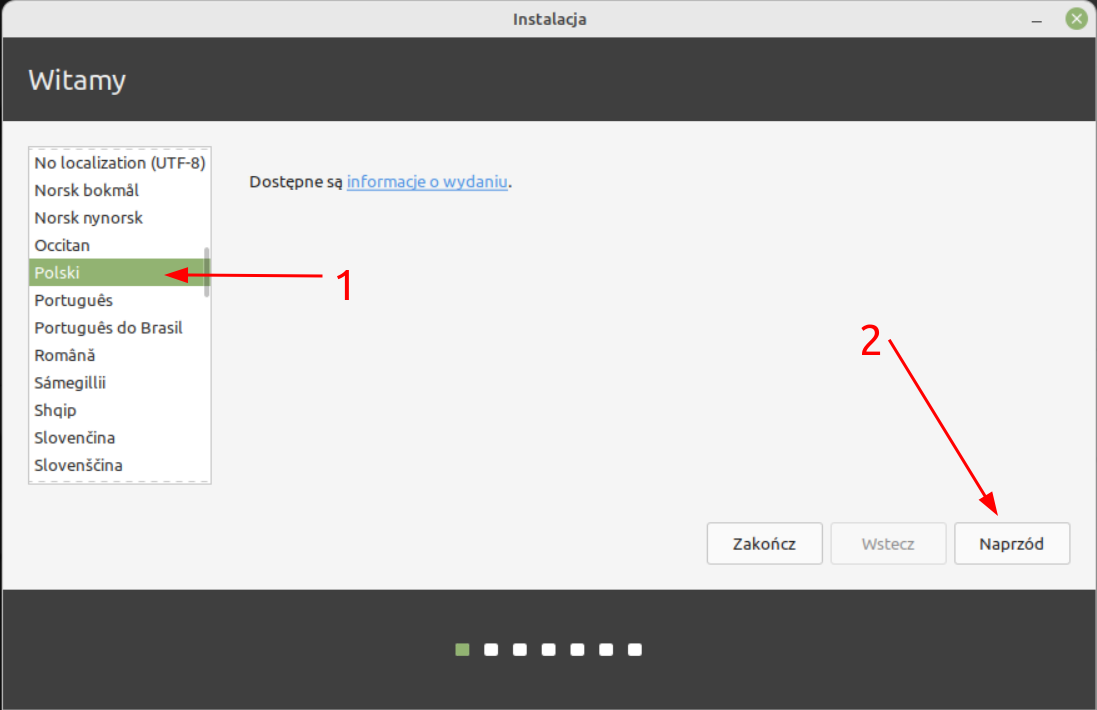 Instalacja
Witamy
No localization (UTF-8)
Norsk bokmål
Norsk nynorsk
Occitan
Polski
Português
Português do Brasil
Română
Sámegillii
Shqip
Slovenčina
Slovenščina
Dostępne są informacje o wydaniu.
1
2
Zakończ
Wstecz
Naprzód